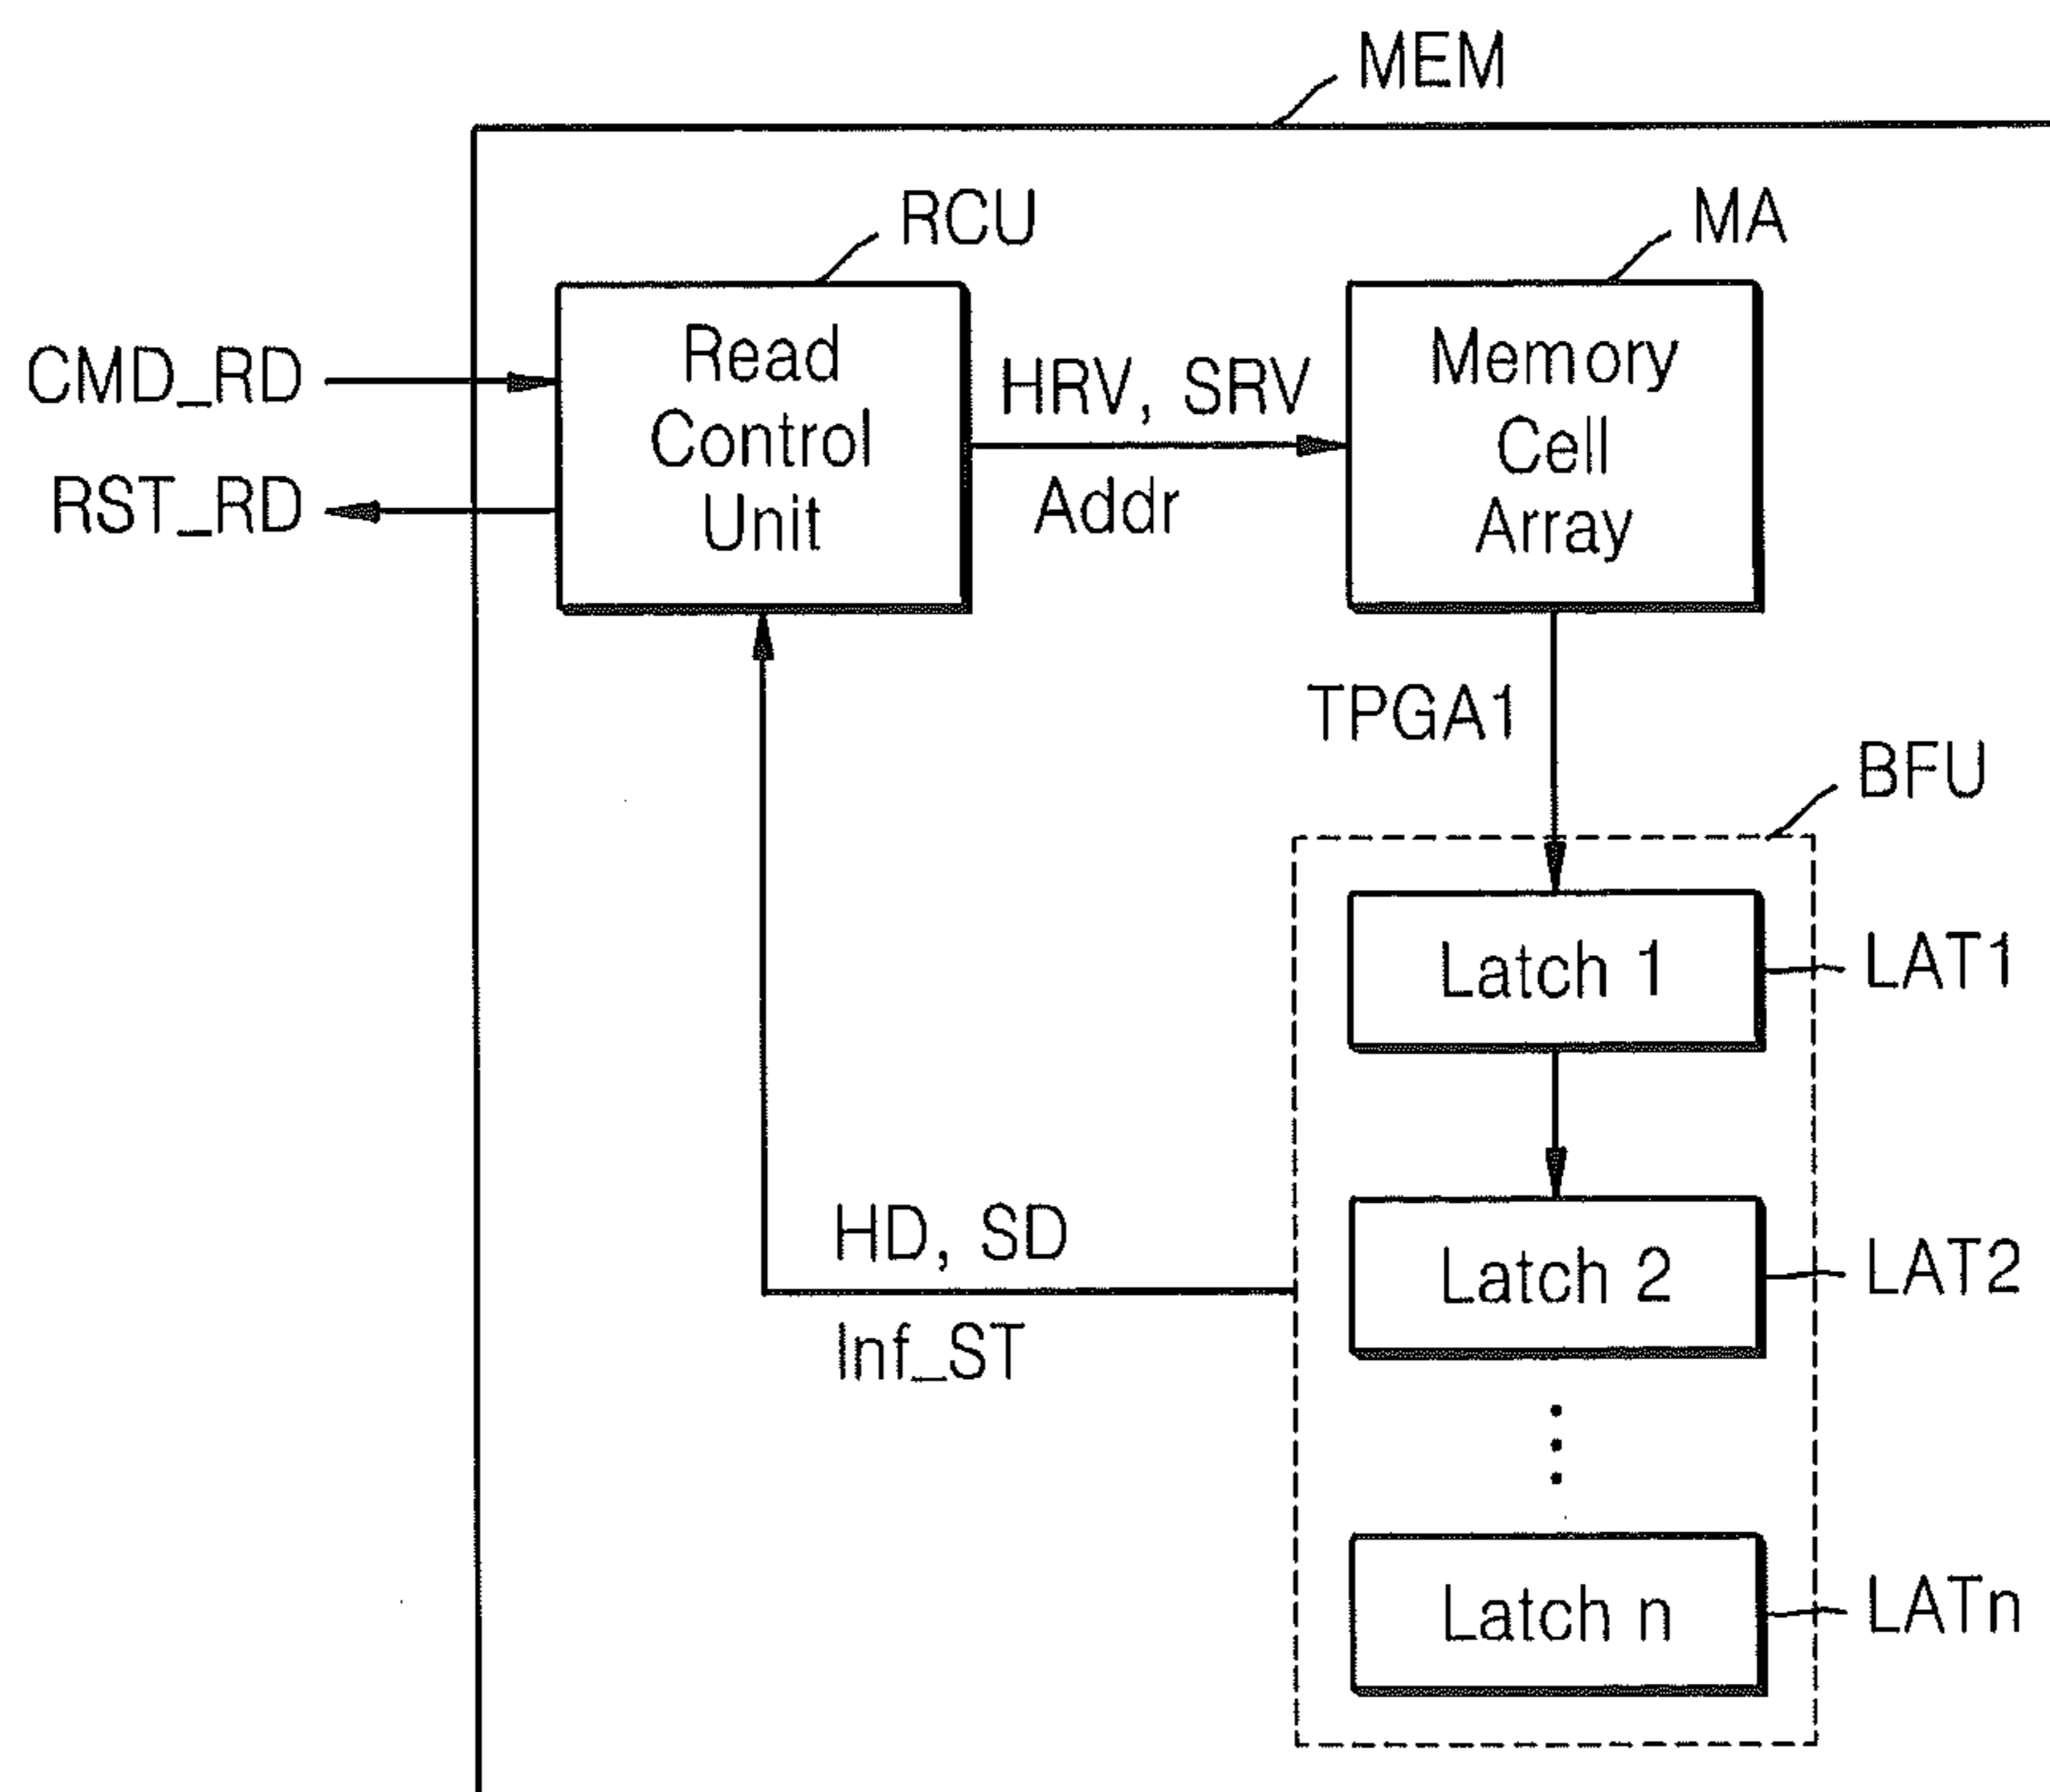 MEM
RCU
MA
Read
Control
Unit
CMD_RD
RST_RD
HRV, SRV
Addr
Memory
Cell
Array
TPGA1
BFU
Latch 1
LAT1
Latch 2
LAT2
HD, SD
Inf_ST
Latch n
LATn